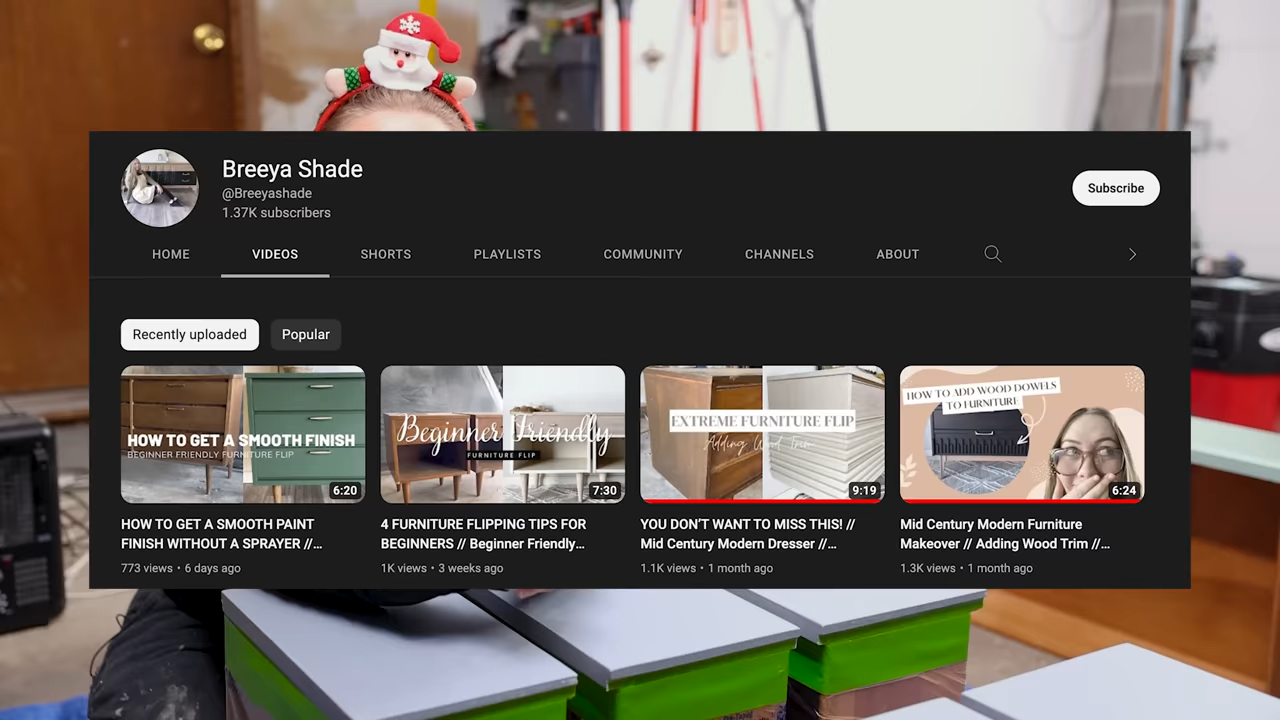 Breeya Shade
@Breeyashade
1.37K subscribers
Subscribe
HOME
VIDEOS
SHORTS
PLAYLISTS
COMMUNITY
CHANNELS
ABOUT
Recently uploaded
Popular
HOW TO GET A SMOOTH FINISH
BEGINNER FRIENDLY FURNITURE FLIP
6:20
HOW TO GET A SMOOTH PAINT
FINISH WITHOUT A SPRAYER //...
773 views • 6 days ago
Beginner Friendly
FURNITURE FLIP
7:30
4 FURNITURE FLIPPING TIPS FOR
BEGINNERS // Beginner Friendly...
1K views • 3 weeks ago
EXTREME FURNITURE FLIP
Adding Wood Trim
9:19
YOU DON'T WANT TO MISS THIS! //
Mid Century Modern Dresser //...
1.1K views • 1 month ago
HOW TO ADD WOOD DOWELS
TO FURNITURE
6:24
Mid Century Modern Furniture
Makeover // Adding Wood Trim //...
1.3K views • 1 month ago